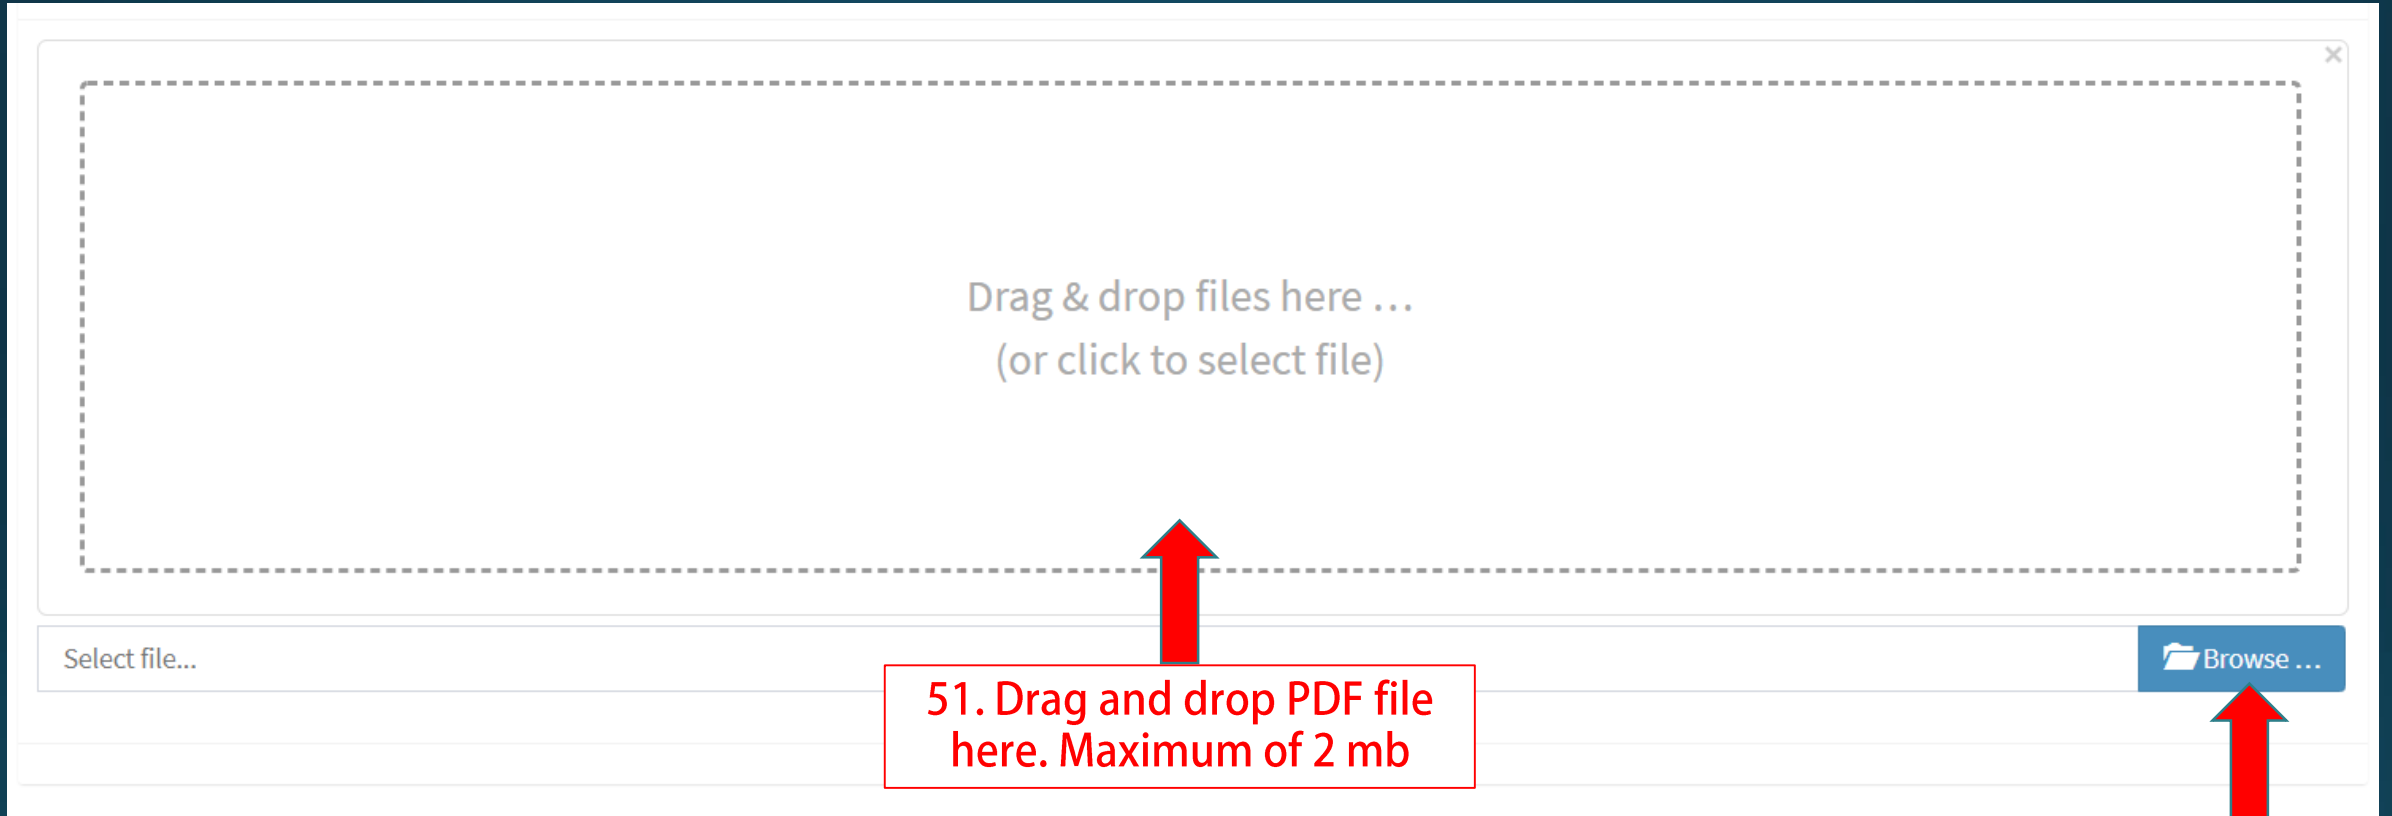 Drag & drop files here ...
(or click to select file)
Select file...
Browse ...
51. Drag and drop PDF file
here. Maximum of 2 mb